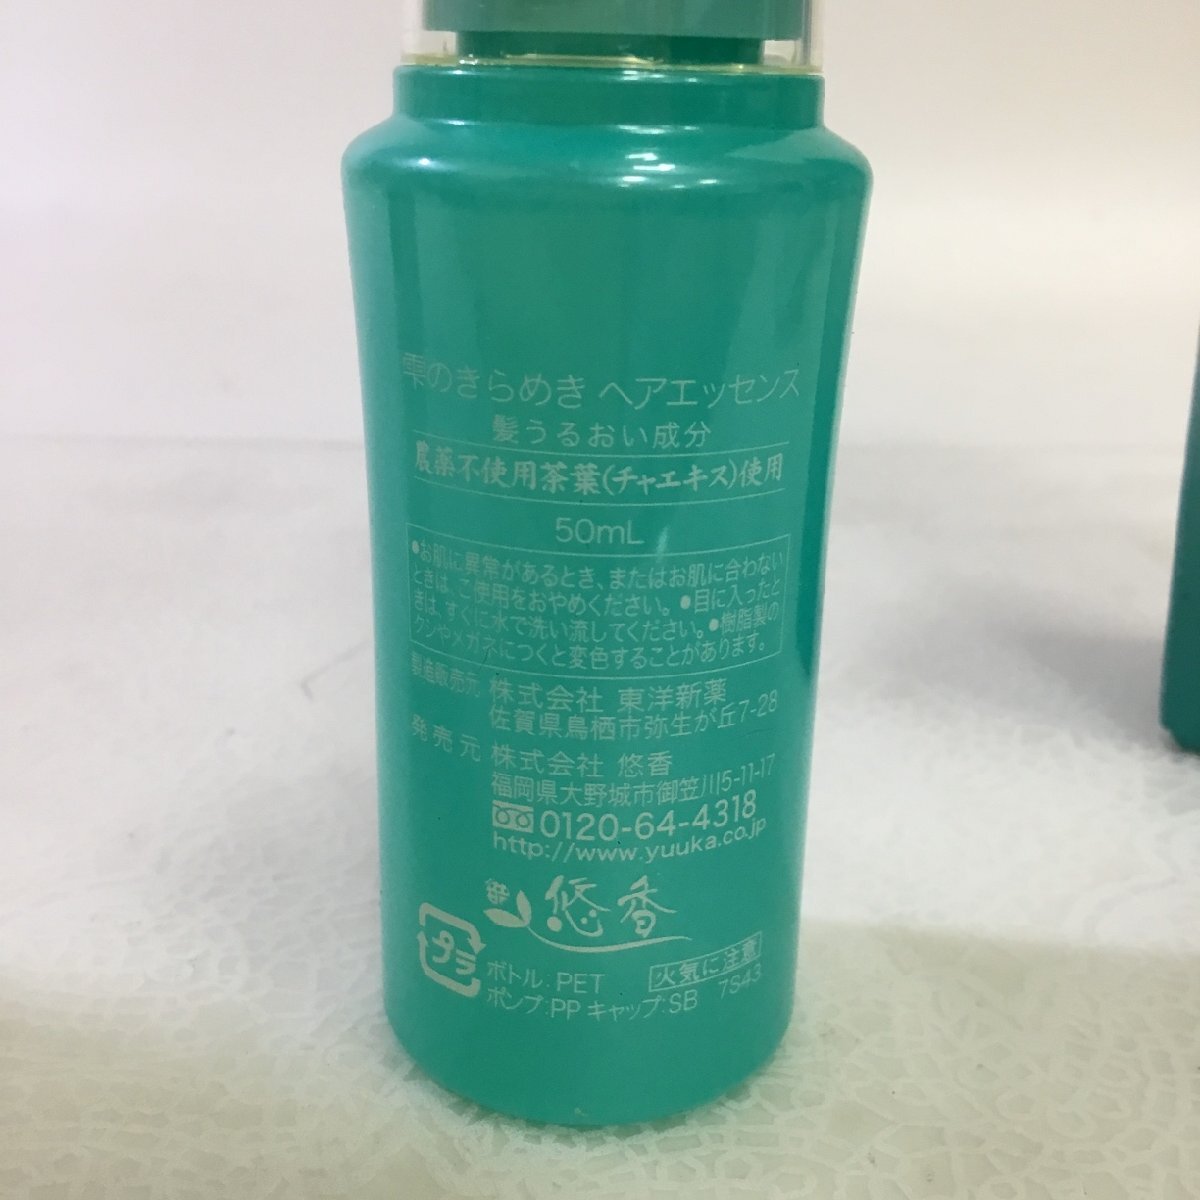 雫のきらめき ヘアエッセンス
髪うるおい成分
農薬不使用茶葉(チャエキス)使用
50mL
●お肌に異常があるとき、またはお肌に合わない
ときは、ご使用をおやめください。●目に入ったと
きは、すぐに水で洗い流してください。●樹脂製の
クシやメガネにつくと変色することがあります。
製造販売元 株式会社 東洋新薬
佐賀県鳥栖市弥生が丘7-28
発売元 株式会社 悠香
福岡県大野城市御笠川5-11-17
0120-64-4318
http://www.yuuka.co.jp
悠香
プラ
ボトル:PET 火気に注意
ポンプ:PP キャップ:SB 7S43